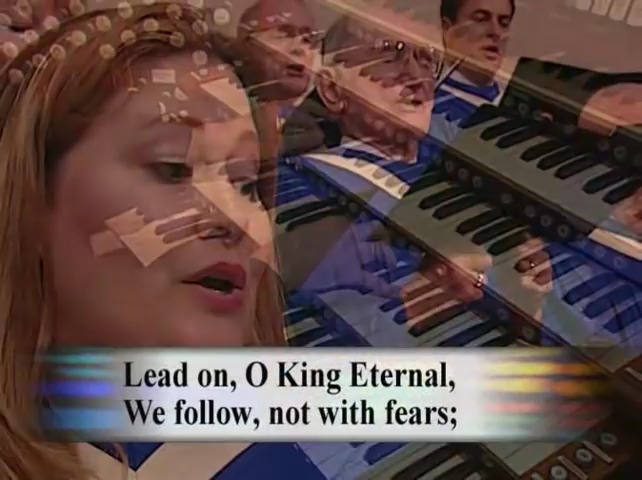 Lead on, O King Eternal,
We follow, not with fears;